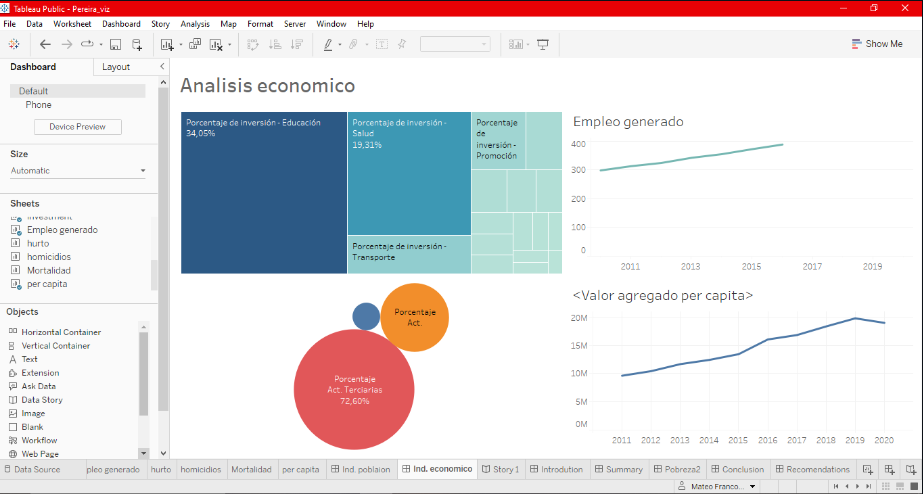 Tableau Public - Pereira_viz
File Data Worksheet Dashboard Story Analysis Map Format Server Window Help
Show Me
Dashboard Layout
Default
Phone
Device Preview
Size
Automatic
Sheets
investment
Empleo generado
hurto
homicidios
Mortalidad
per capita
Objects
Horizontal Container
Vertical Container
Text
Extension
Ask Data
Data Story
Image
Blank
Workflow
Web Page
Analisis economico
Porcentaje de inversión - Educación
34,05%
Porcentaje de inversión -
Salud
19,31%
Porcentaje
de
inversión -
Promoción
Porcentaje de inversión -
Transporte
Porcentaje
Act.
Porcentaje
Act. Terciarias
72,60%
Empleo generado
400
300
200
100
0
2011 2013 2015 2017 2019
<Valor agregado per capita>
20M
15M
10M
5M
0M
2011 2012 2013 2014 2015 2016 2017 2018 2019 2020
Data Source pleo generado hurto homicidios Mortalidad per capita Ind. poblaion Ind. economico Story 1 Introdution Summary Pobreza2 Conclusion Recomendations
Mateo Franco...